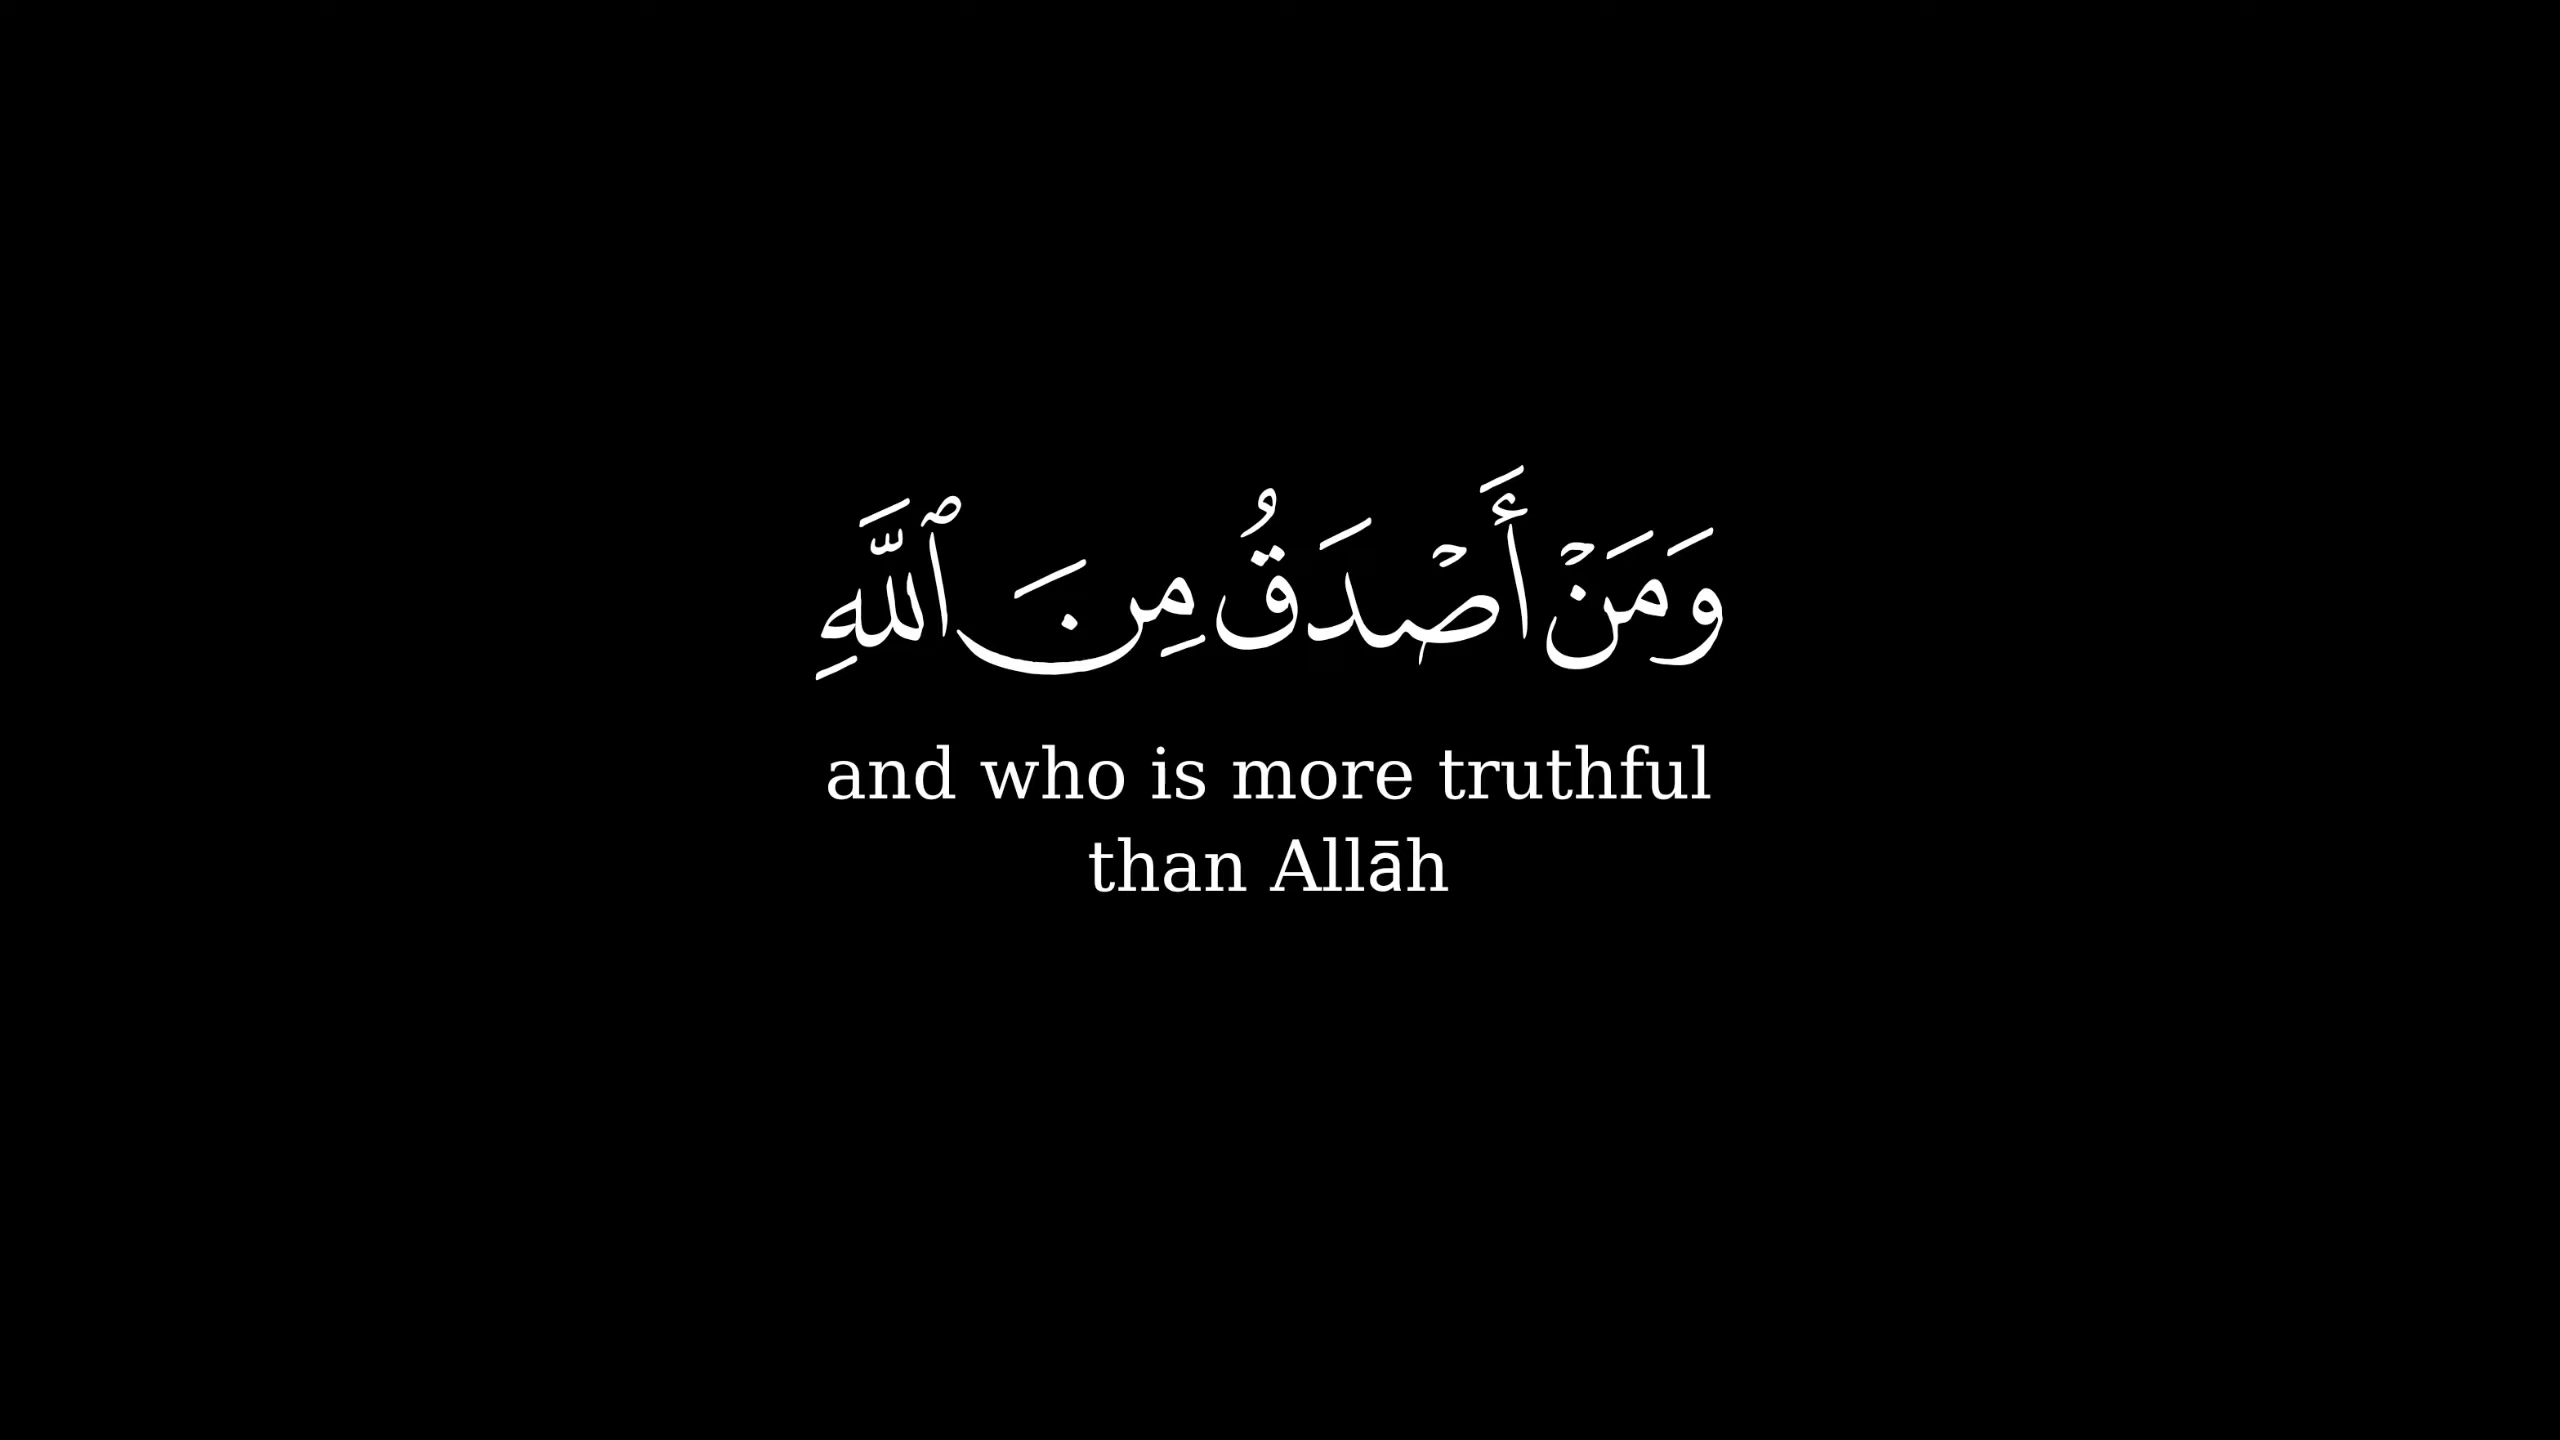 وَمَنۡ أَصۡدَقُ مِنَ ٱللَّهِ
and who is more truthful
than Allāh